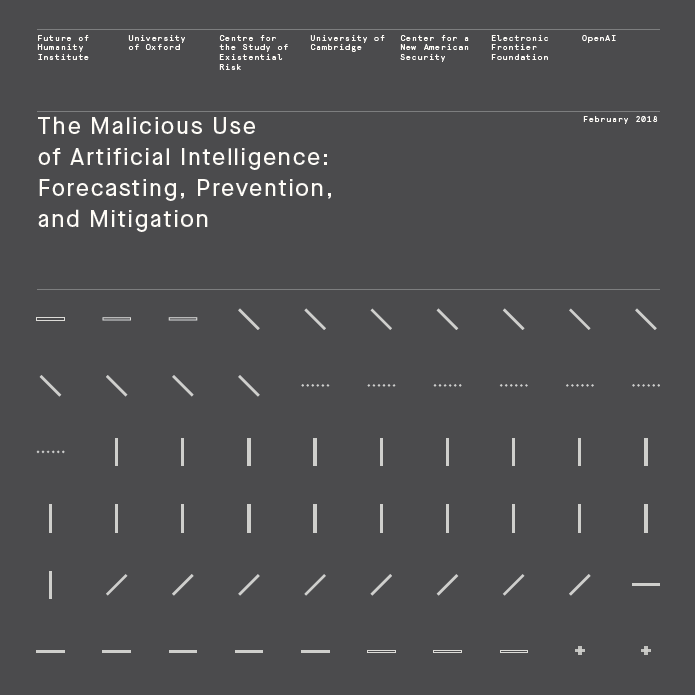 Future of
Humanity
Institute
University
of Oxford
Centre for
the Study of
Existential
Risk
University of
Cambridge
Center for a
New American
Security
Electronic
Frontier
Foundation
OpenAI
February 2018
The Malicious Use
of Artificial Intelligence:
Forecasting, Prevention,
and Mitigation